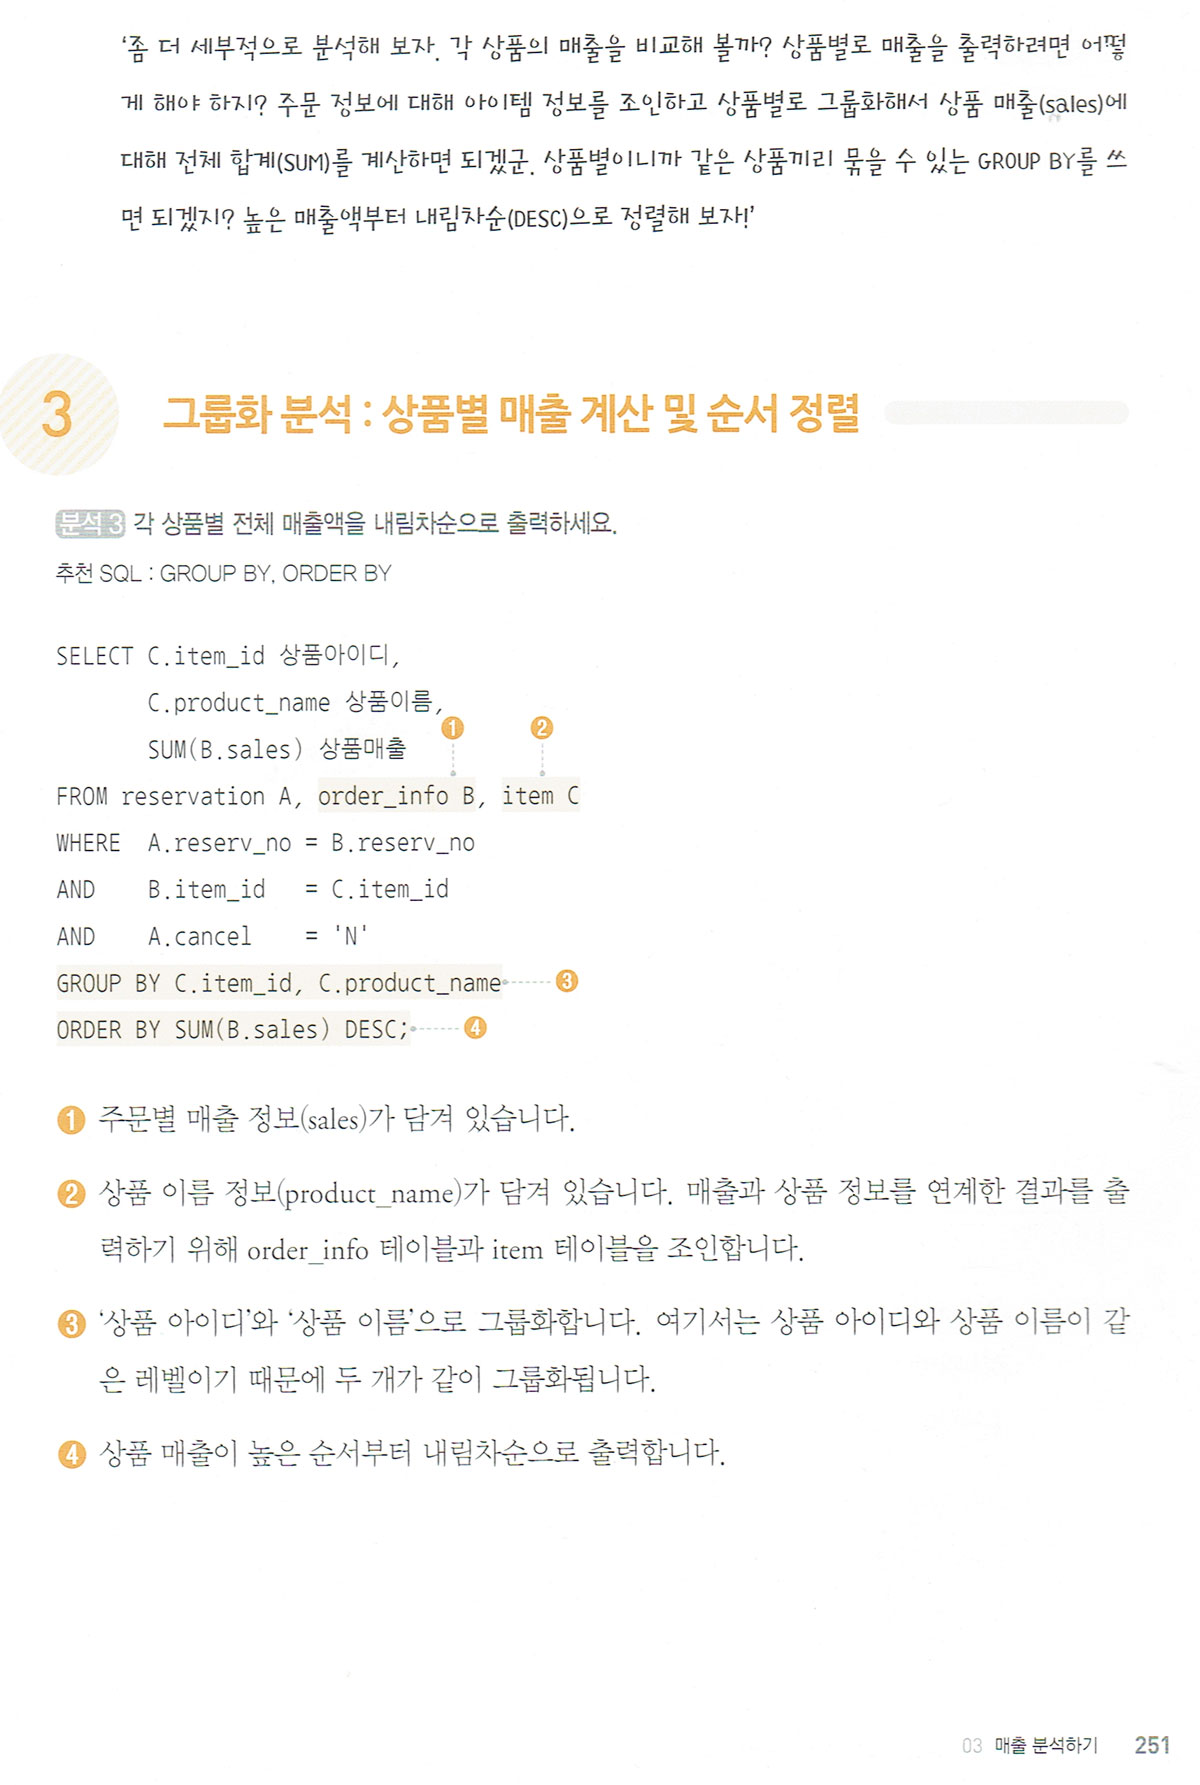 ‘좀 더 세부적으로 분석해 보자. 각 상품의 매출을 비교해 볼까? 상품별로 매출을 출력하려면 어떻
게 해야 하지? 주문 정보에 대해 아이템 정보를 조인하고 상품별로 그룹화해서 상품 매출(sales)에
대해 전체 합계(SUM)를 계산하면 되겠군. 상품별이니까 같은 상품끼리 묶을 수 있는 GROUP BY를 쓰
면 되겠지? 높은 매출액부터 내림차순(DESC)으로 정렬해 보자!’
3 그룹화 분석 : 상품별 매출 계산 및 순서 정렬
분석 3 각 상품별 전체 매출액을 내림차순으로 출력하세요.
추천 SQL : GROUP BY, ORDER BY
SELECT C.item_id 상품아이디,
C.product_name 상품이름,
❶ ❷
SUM(B.sales) 상품매출
FROM reservation A, order_info B, item C
WHERE A.reserv_no = B.reserv_no
AND B.item_id = C.item_id
AND A.cancel = 'N'
GROUP BY C.item_id, C.product_name ❸
ORDER BY SUM(B.sales) DESC; ❹
❶ 주문별 매출 정보(sales)가 담겨 있습니다.
❷ 상품 이름 정보(product_name)가 담겨 있습니다. 매출과 상품 정보를 연계한 결과를 출
력하기 위해 order_info 테이블과 item 테이블을 조인합니다.
❸ ‘상품 아이디’와 ‘상품 이름’으로 그룹화합니다. 여기서는 상품 아이디와 상품 이름이 같
은 레벨이기 때문에 두 개가 같이 그룹화됩니다.
❹ 상품 매출이 높은 순서부터 내림차순으로 출력합니다.
03 매출 분석하기 251